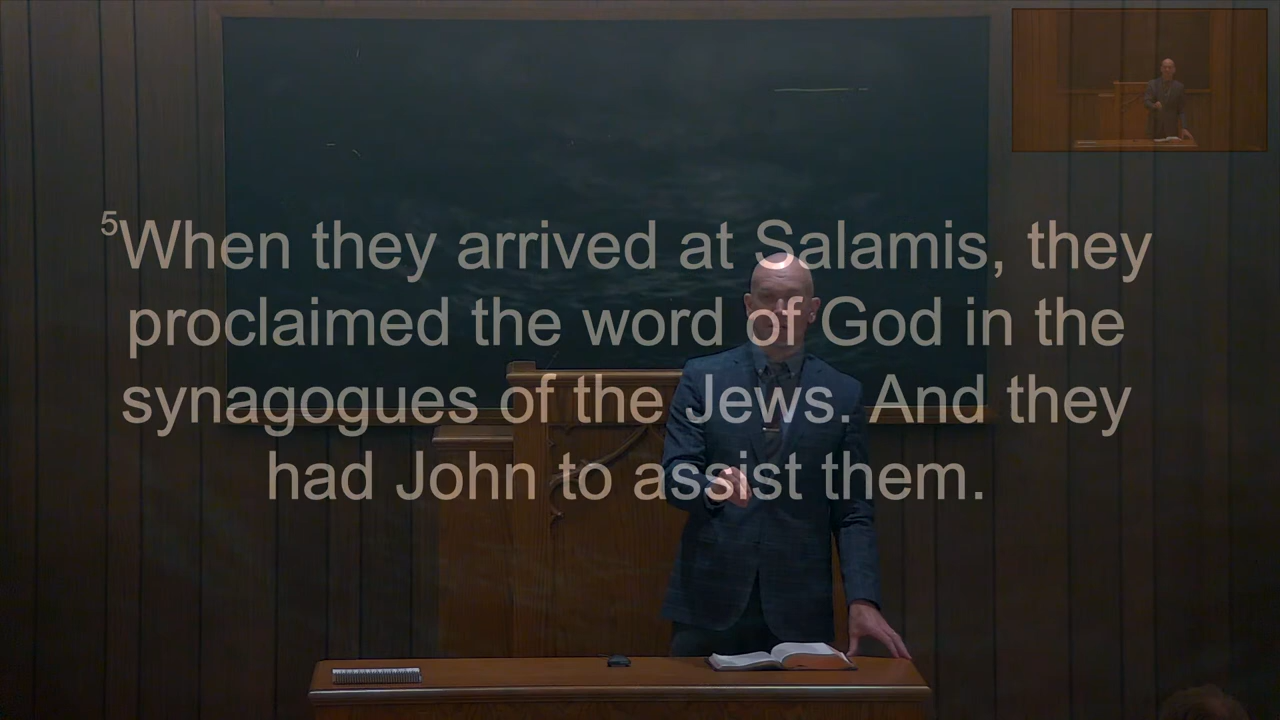 5When they arrived at Salamis, they
proclaimed the word of God in the
synagogues of the Jews. And they
had John to assist them.